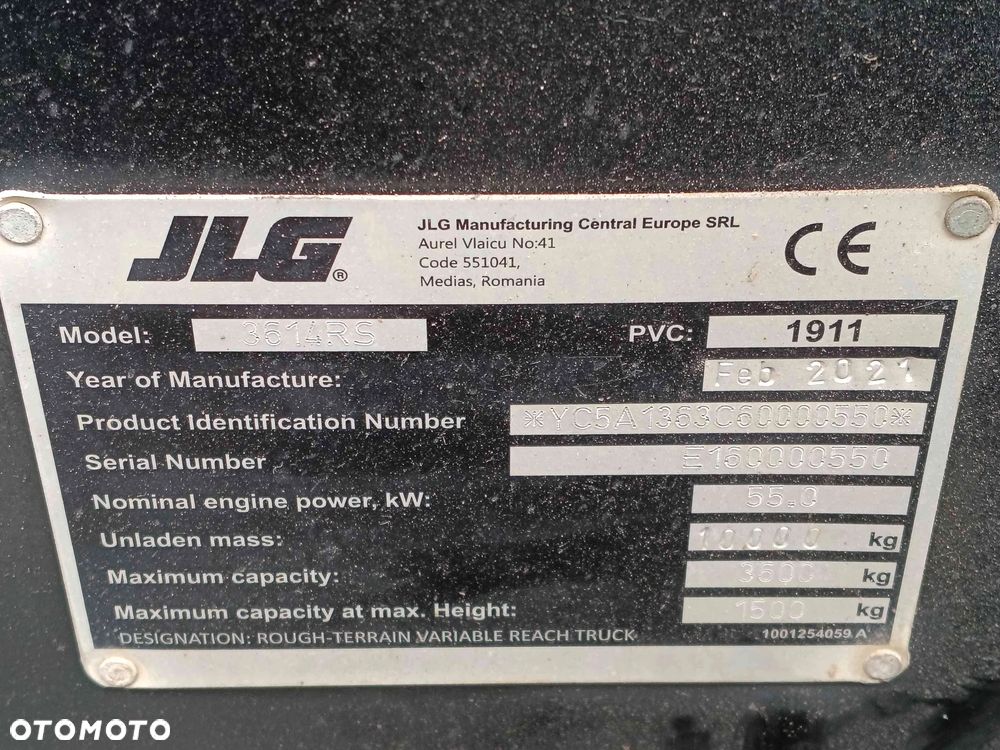 JLG®
JLG Manufacturing Central Europe SRL
Aurel Vlaicu No:41
Code 551041,
Medias, Romania
CE
Model: 3614RS
PVC: 1911
Year of Manufacture: Feb 2021
Product Identification Number *YC5A1363C60000550*
Serial Number E160000550
Nominal engine power, kW: 55.0
Unladen mass: 10000 kg
Maximum capacity: 3600 kg
Maximum capacity at max. Height: 1500 kg
DESIGNATION: ROUGH-TERRAIN VARIABLE REACH TRUCK
1001254059 A
OTOMOTO